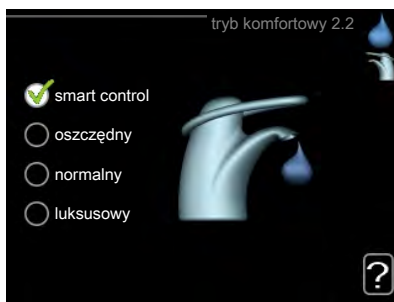 tryb komfortowy 2.2
smart control
oszczędny
normalny
luksusowy
?